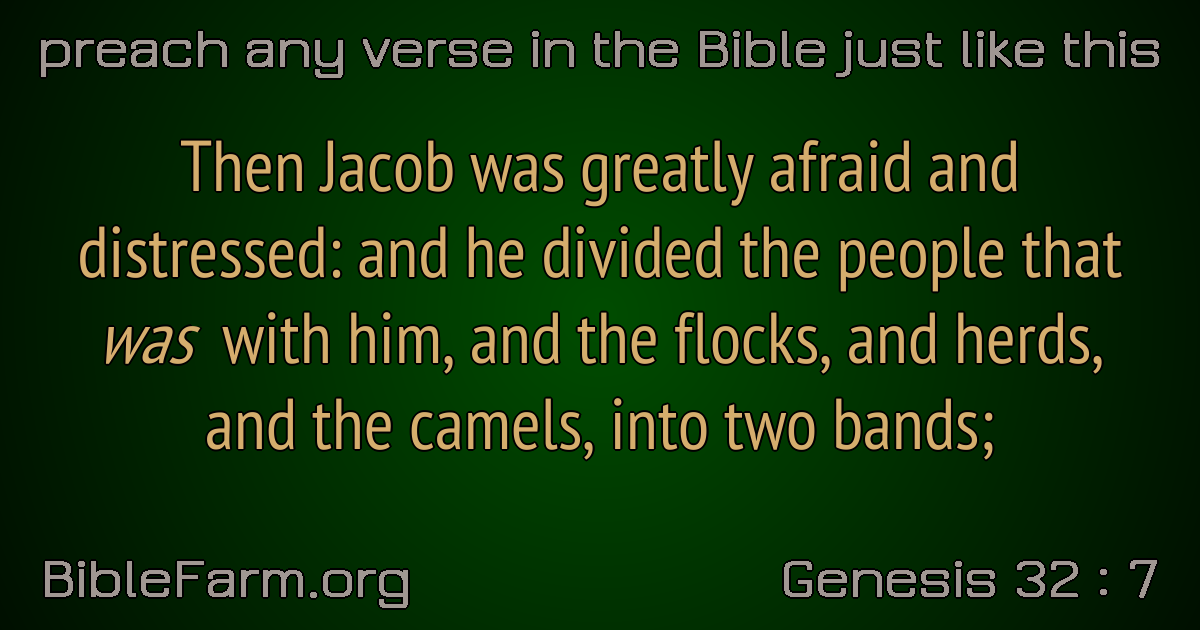 preach any verse in the Bible just like this
Then Jacob was greatly afraid and
distressed: and he divided the people that
was with him, and the flocks, and herds,
and the camels, into two bands;
BibleFarm.org
Genesis 32 : 7